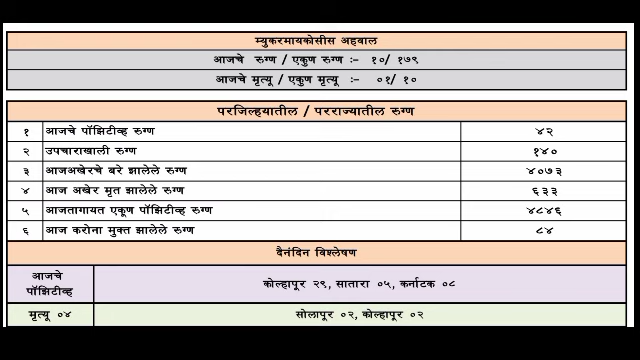 म्युकरमायकोसीस अहवाल
आजचे रुग्ण / एकुण रुग्ण :- १०/ १७९
आजचे मृत्यू / एकुण मृत्यू :- ०१/ १०
परजिल्हयातील / परराज्यातील रुग्ण
१ आजचे पॉझिटीव्ह रुग्ण ४२
२ उपचाराखाली रुग्ण १४०
३ आजअखेरचे बरे झालेले रुग्ण ४०७३
४ आज अखेर मृत झालेले रुग्ण ६३३
५ आजतागायत एकूण पॉझिटीव्ह रुग्ण ४८४६
६ आज करोना मुक्त झालेले रुग्ण ८४
दैनंदिन विश्लेषण
आजचे पॉझिटीव्ह कोल्हापूर २९, सातारा ०५, कर्नाटक ०८
मृत्यू ०४ सोलापूर ०२, कोल्हापूर ०२